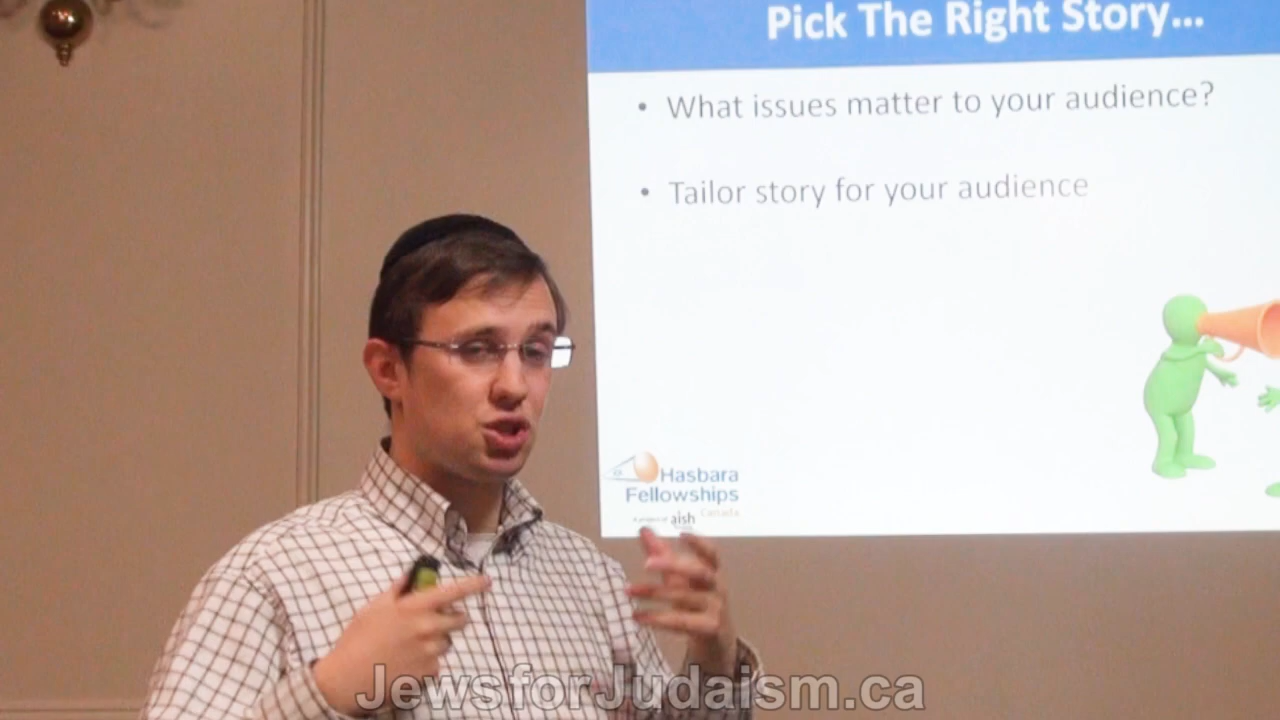 Pick The Right Story...
• What issues matter to your audience?
• Tailor story for your audience
Hasbara
Fellowships
Canada
aish
JewsforJudaism.ca